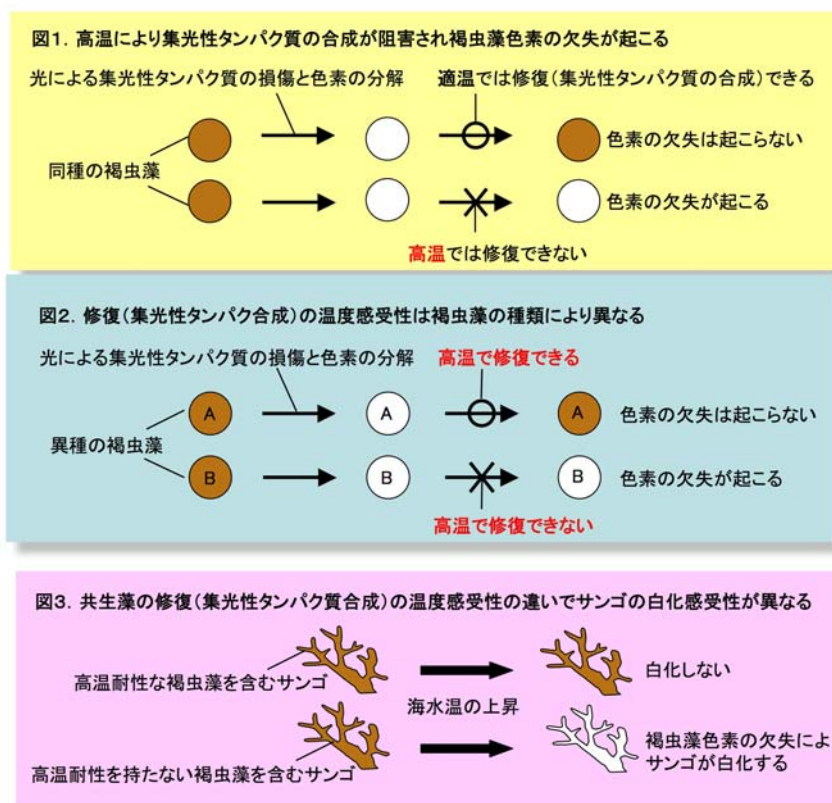 図1. 高温により集光性タンパク質の合成が阻害され褐虫藻色素の欠失が起こる
光による集光性タンパク質の損傷と色素の分解
適温では修復(集光性タンパク質の合成)できる
同種の褐虫藻
色素の欠失は起こらない
色素の欠失が起こる
高温では修復できない
図2. 修復(集光性タンパク合成)の温度感受性は褐虫藻の種類により異なる
光による集光性タンパク質の損傷と色素の分解
高温で修復できる
異種の褐虫藻
A
A
A
色素の欠失は起こらない
B
B
B
色素の欠失が起こる
高温で修復できない
図3. 共生藻の修復(集光性タンパク質合成)の温度感受性の違いでサンゴの白化感受性が異なる
高温耐性な褐虫藻を含むサンゴ
白化しない
海水温の上昇
高温耐性を持たない褐虫藻を含むサンゴ
褐虫藻色素の欠失によ
サンゴが白化する